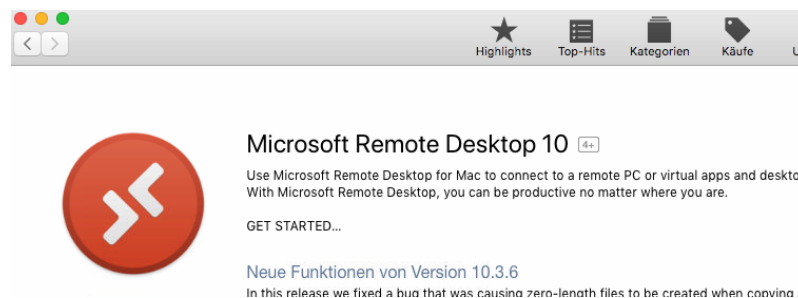 Highlights Top-Hits Kategorien Käufe
Microsoft Remote Desktop 10 4+
Use Microsoft Remote Desktop for Mac to connect to a remote PC or virtual apps and deskto
With Microsoft Remote Desktop, you can be productive no matter where you are.
GET STARTED...
Neue Funktionen von Version 10.3.6
In this release we fixed a bug that was causing zero-length files to be created when copying